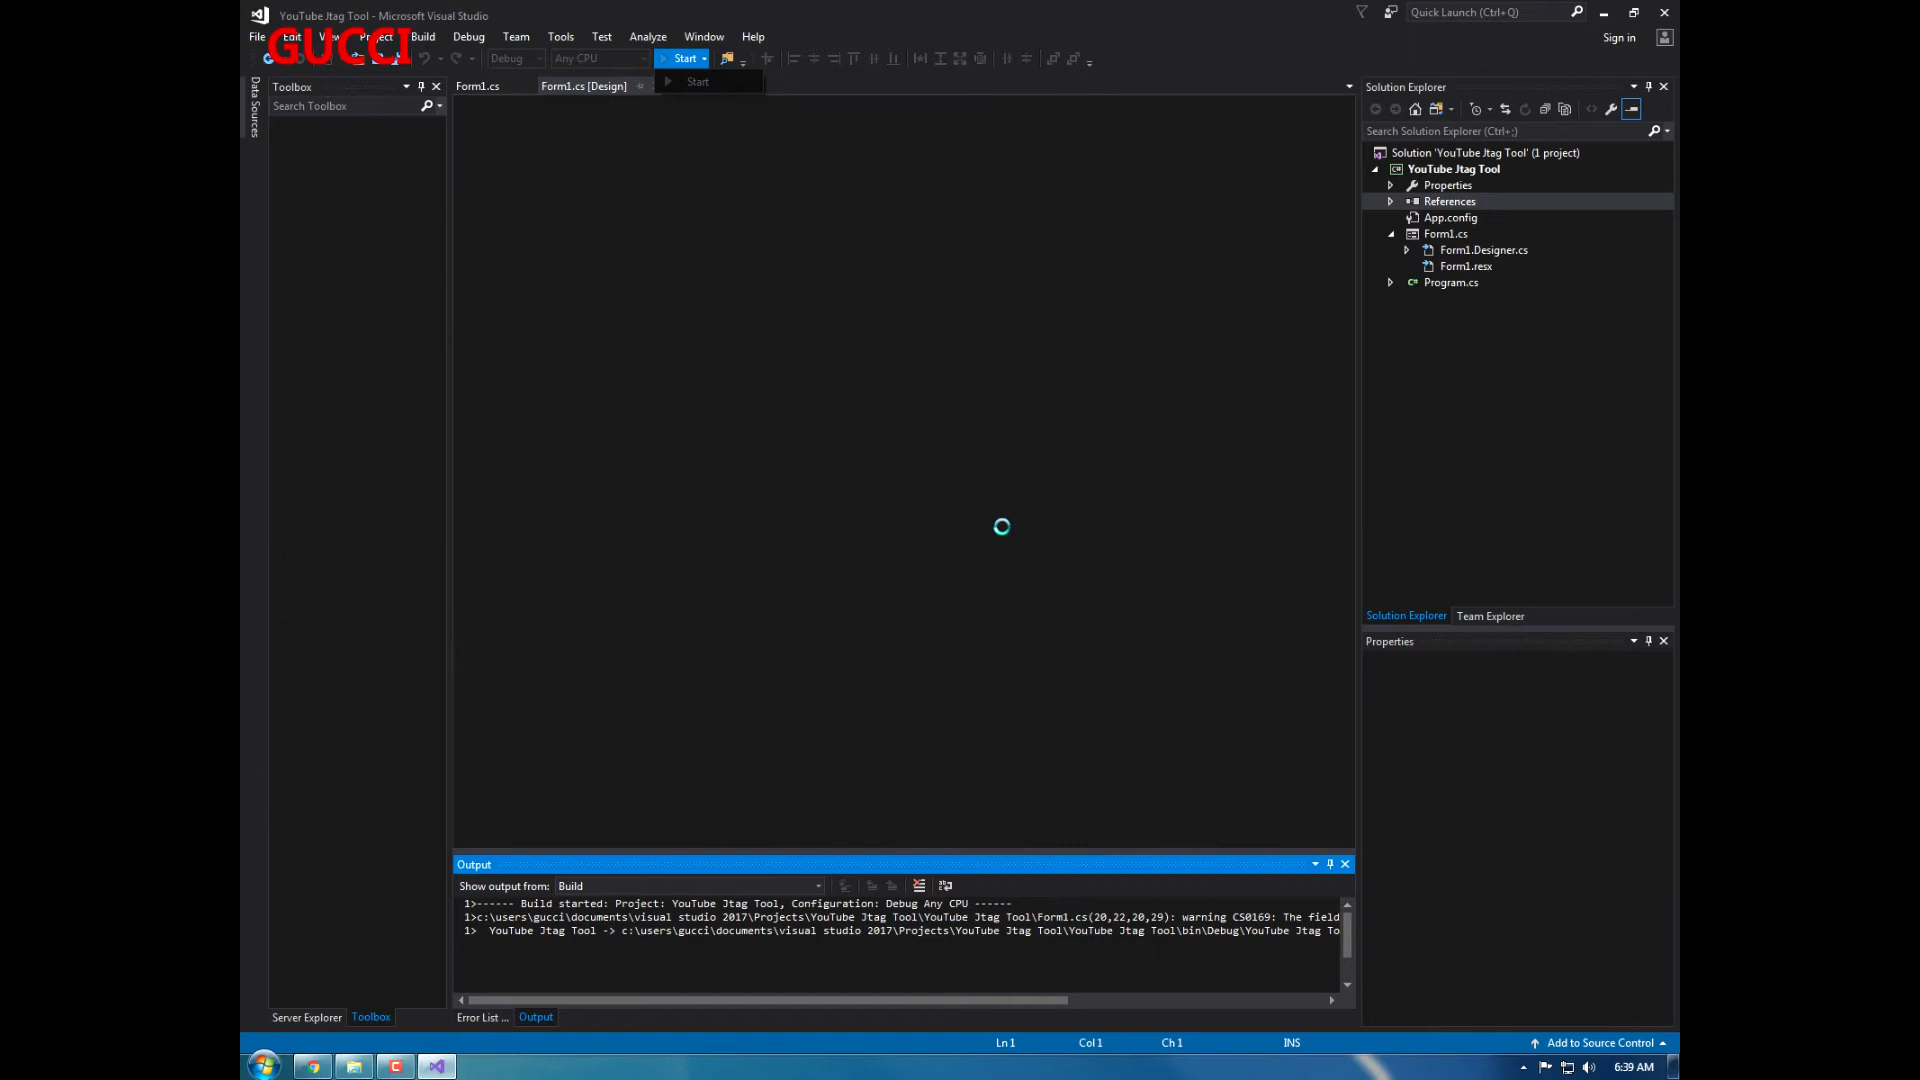 YouTube Jtag Tool - Microsoft Visual Studio
Quick Launch (Ctrl+Q)
GUCCI
File Edit View Project Build Debug Team Tools Test Analyze Window Help
Sign in
Debug Any CPU Start
Start
Data Sources
Toolbox
Search Toolbox
Form1.cs Form1.cs [Design]
Solution Explorer
Search Solution Explorer (Ctrl+;)
Solution 'YouTube Jtag Tool' (1 project)
YouTube Jtag Tool
Properties
References
App.config
Form1.cs
Form1.Designer.cs
Form1.resx
Program.cs
Solution Explorer Team Explorer
Properties
Output
Show output from: Build
1>------ Build started: Project: YouTube Jtag Tool, Configuration: Debug Any CPU ------
1>c:\users\gucci\documents\visual studio 2017\Projects\YouTube Jtag Tool\YouTube Jtag Tool\Form1.cs(20,22,20,29): warning CS0169: The field
1>  YouTube Jtag Tool -> c:\users\gucci\documents\visual studio 2017\Projects\YouTube Jtag Tool\YouTube Jtag Tool\bin\Debug\YouTube Jtag To
Server Explorer Toolbox
Error List ... Output
Ln 1 Col 1 Ch 1 INS
Add to Source Control
6:39 AM